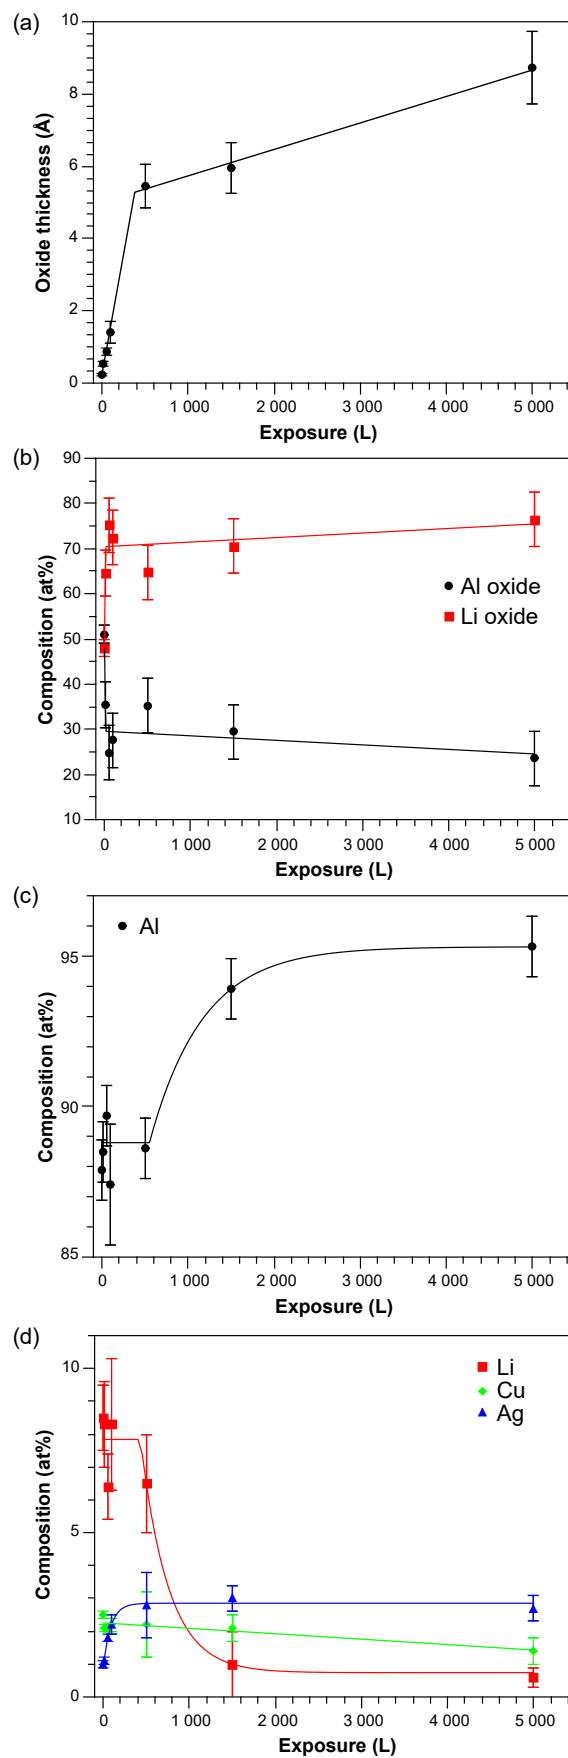 (a)
Oxide thickness (Å)
10
8
6
4
2
0
0 1 000 2 000 3 000 4 000 5 000
Exposure (L)
(b)
Composition (at%)
90
80
70
60
50
40
30
20
10
Al oxide
Li oxide
0 1 000 2 000 3 000 4 000 5 000
Exposure (L)
(c)
Composition (at%)
Al
95
90
85
0 1 000 2 000 3 000 4 000 5 000
Exposure (L)
(d)
Composition (at%)
10
5
0
Li
Cu
Ag
0 1 000 2 000 3 000 4 000 5 000
Exposure (L)